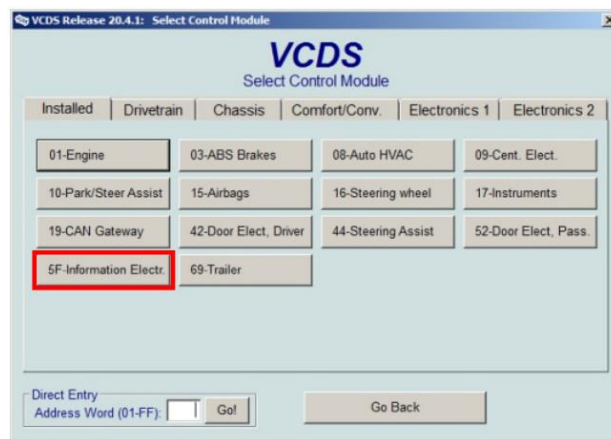 VCDS Release 20.4.1: Select Control Module
VCDS
Select Control Module
Installed Drivetrain Chassis Comfort/Conv. Electronics 1 Electronics 2
01-Engine 03-ABS Brakes 08-Auto HVAC 09-Cent. Elect.
10-Park/Steer Assist 15-Airbags 16-Steering wheel 17-Instruments
19-CAN Gateway 42-Door Elect, Driver 44-Steering Assist 52-Door Elect, Pass.
5F-Information Electr. 69-Trailer
Direct Entry
Address Word (01-FF): Go! Go Back